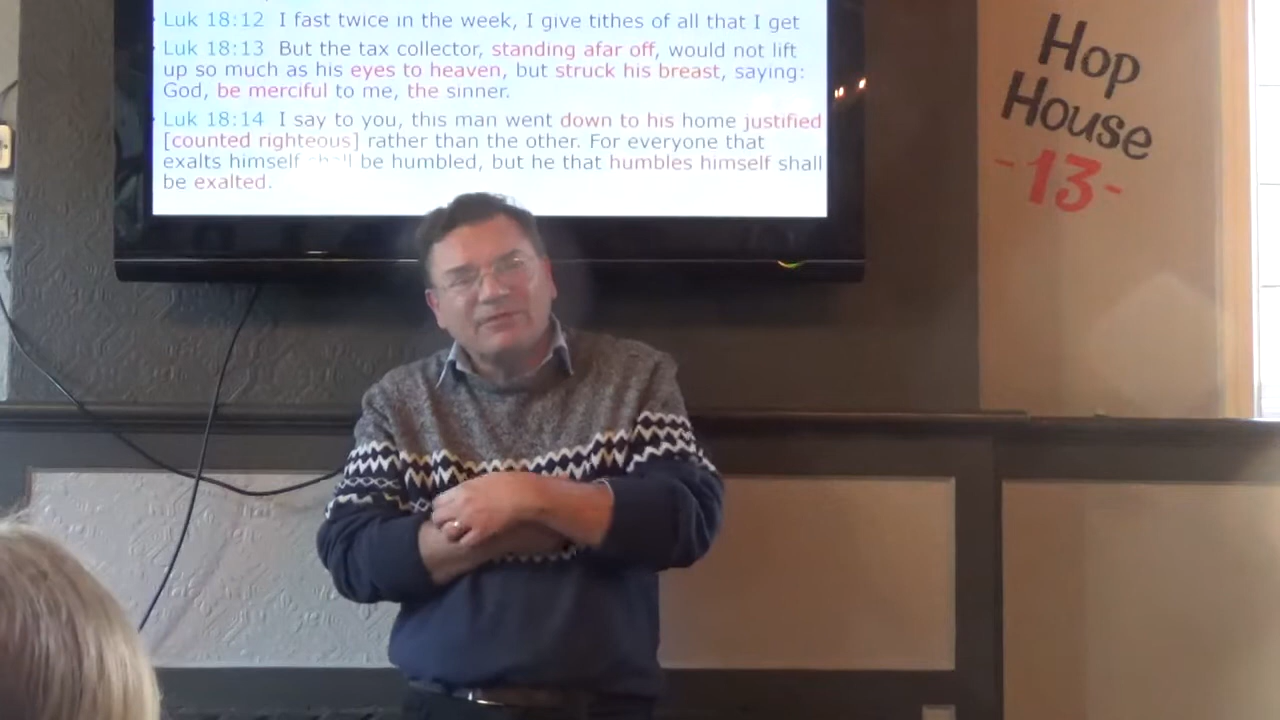 Luk 18:12 I fast twice in the week, I give tithes of all that I get
Luk 18:13 But the tax collector, standing afar off, would not lift
up so much as his eyes to heaven, but struck his breast, saying:
God, be merciful to me, the sinner.
Luk 18:14 I say to you, this man went down to his home justified
[counted righteous] rather than the other. For everyone that
exalts himself shall be humbled, but he that humbles himself shall
be exalted.
Hop
House
-13-